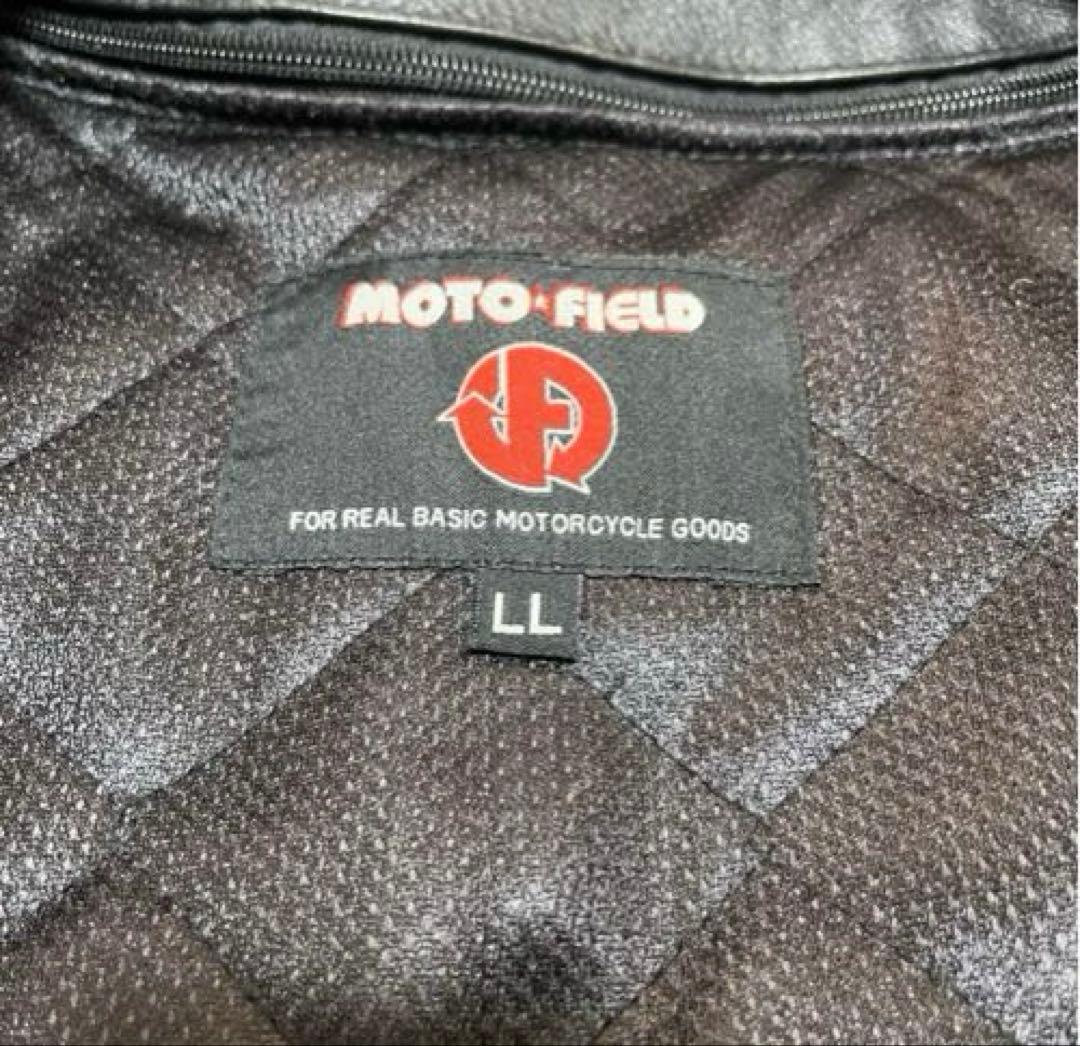 MOTO★FIELD
FOR REAL BASIC MOTORCYCLE GOODS
LL